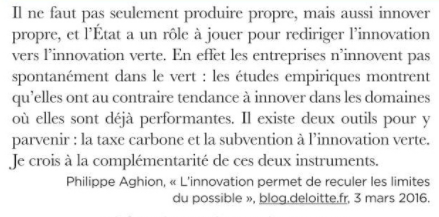 Il ne faut pas seulement produire propre, mais aussi innover
propre, et l'État a un rôle à jouer pour rediriger l'innovation
vers l'innovation verte. En effet les entreprises n'innovent pas
spontanément dans le vert : les études empiriques montrent
qu'elles ont au contraire tendance à innover dans les domaines
où elles sont déjà performantes. Il existe deux outils pour y
parvenir : la taxe carbone et la subvention à l'innovation verte.
Je crois à la complémentarité de ces deux instruments.
Philippe Aghion, « L'innovation permet de reculer les limites
du possible », blog.deloitte.fr, 3 mars 2016.